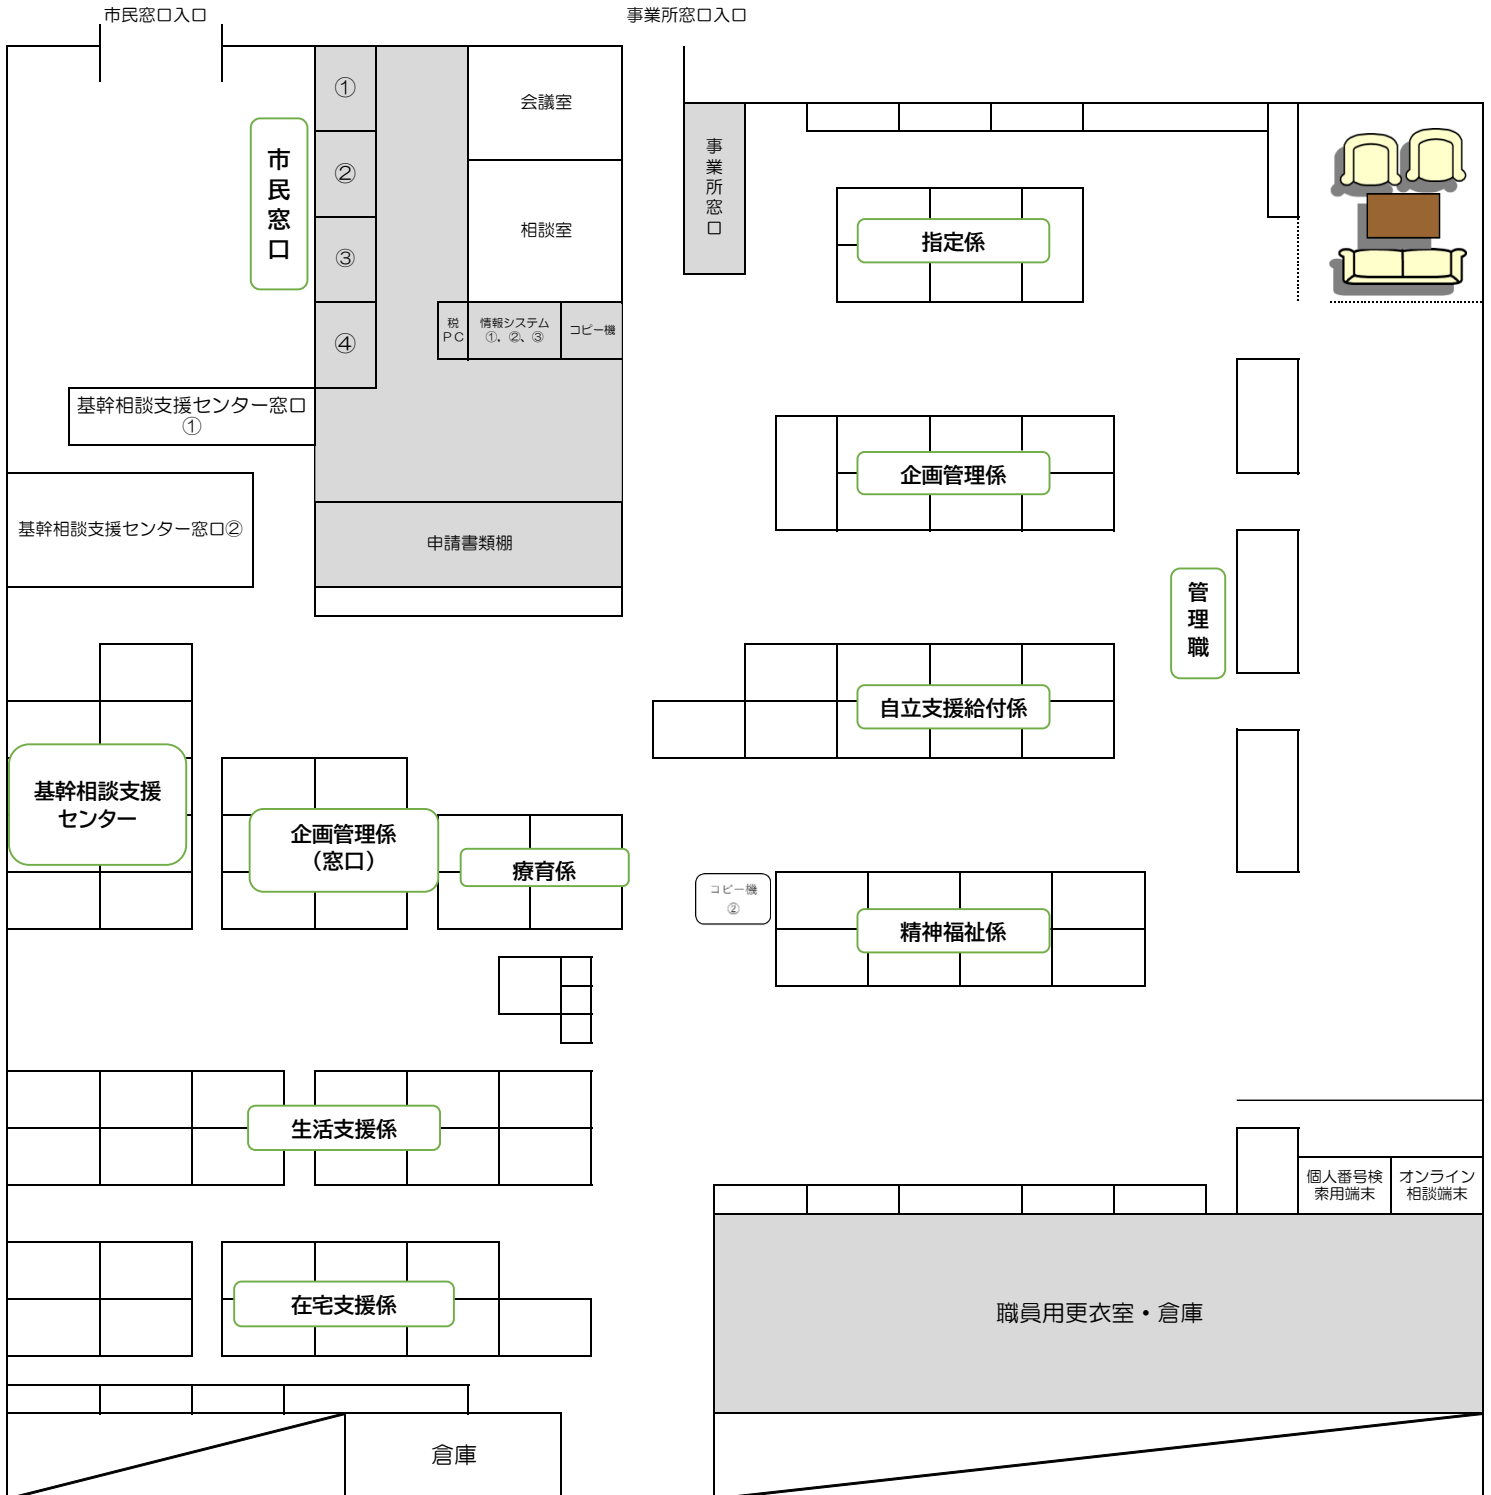 市民窓口入口
事業所窓口入口
①
会議室
市民窓口
事業所窓口
②
相談室
指定係
③
税
PC
情報システム
①、②、③
コピー機
④
基幹相談支援センター窓口
①
企画管理係
基幹相談支援センター窓口②
申請書類棚
管理職
自立支援給付係
基幹相談支援
センター
企画管理係
（窓口）
療育係
コピー機
②
精神福祉係
生活支援係
個人番号検
索用端末
オンライン
相談端末
在宅支援係
職員用更衣室・倉庫
倉庫